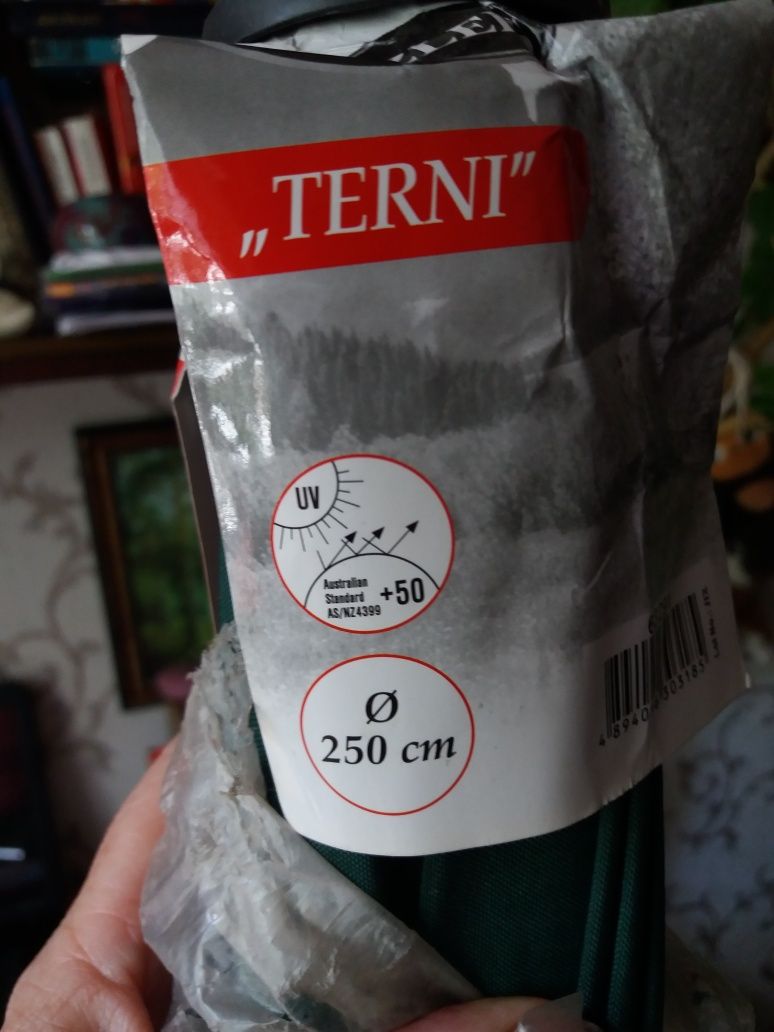 „TERNI"
UV
Australian
Standard
AS/NZ4399
+50
Ø
250 cm